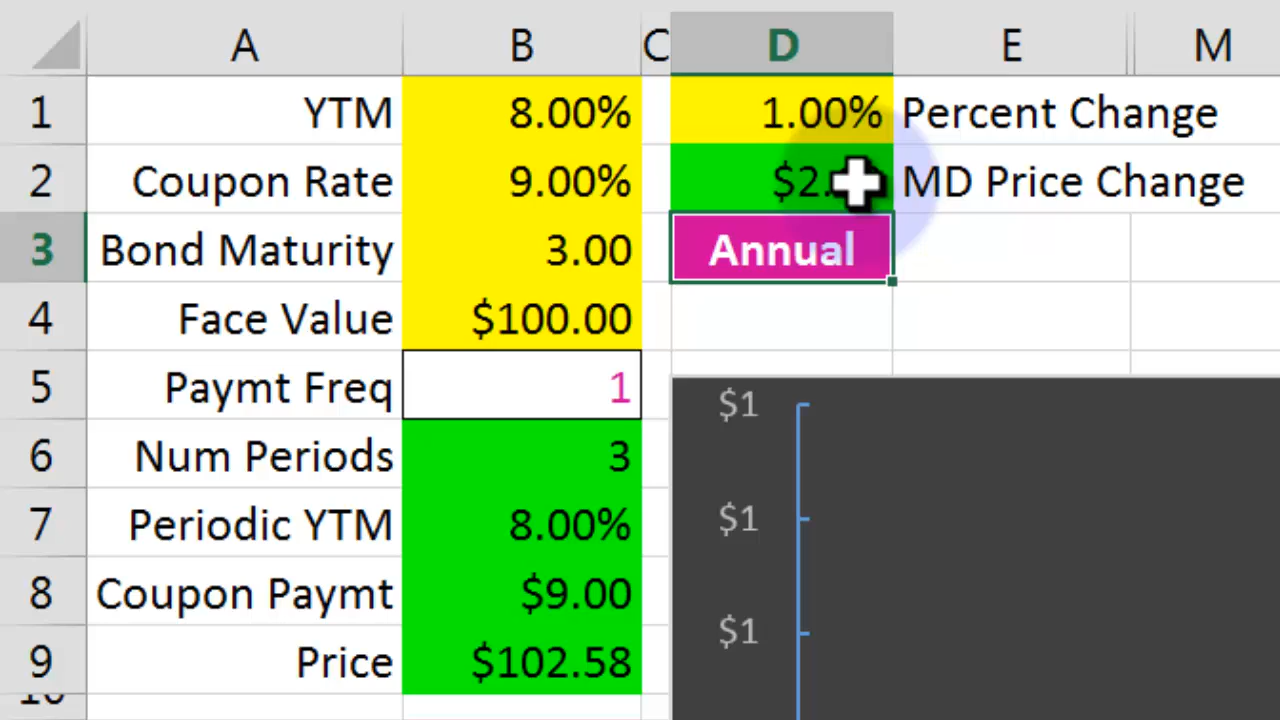 A B C D E M
1 YTM 8.00% 1.00% Percent Change
2 Coupon Rate 9.00% $2. MD Price Change
3 Bond Maturity 3.00 Annual
4 Face Value $100.00
5 Paymt Freq 1 $1
6 Num Periods 3
7 Periodic YTM 8.00% $1
8 Coupon Paymt $9.00 $1
9 Price $102.58
10